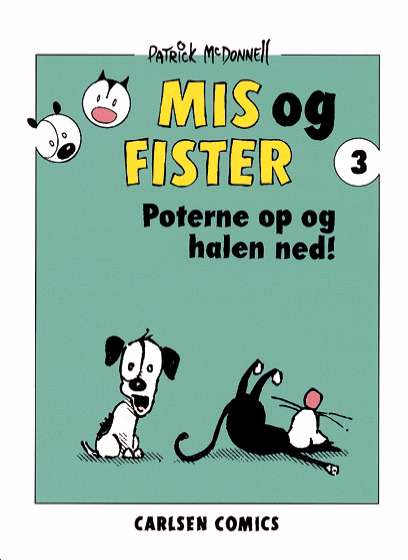 PATRICK McDONNELL
MIS og
FISTER
3
Poterne op og
halen ned!
CARLSEN COMICS